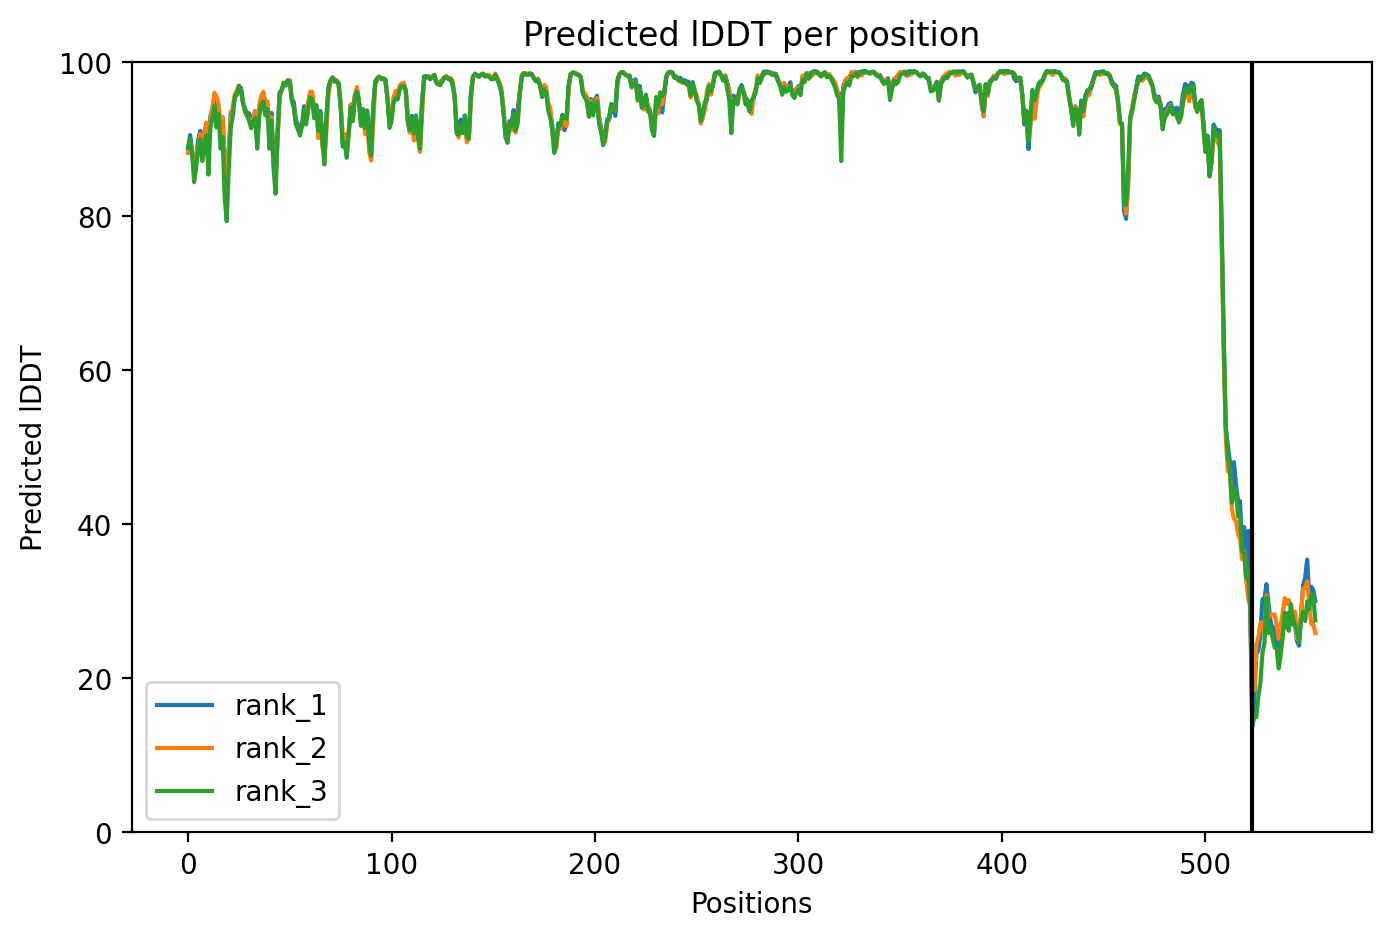 Predicted lDDT per position
Predicted lDDT
100
80
60
40
20
0
rank_1
rank_2
rank_3
0 100 200 300 400 500
Positions